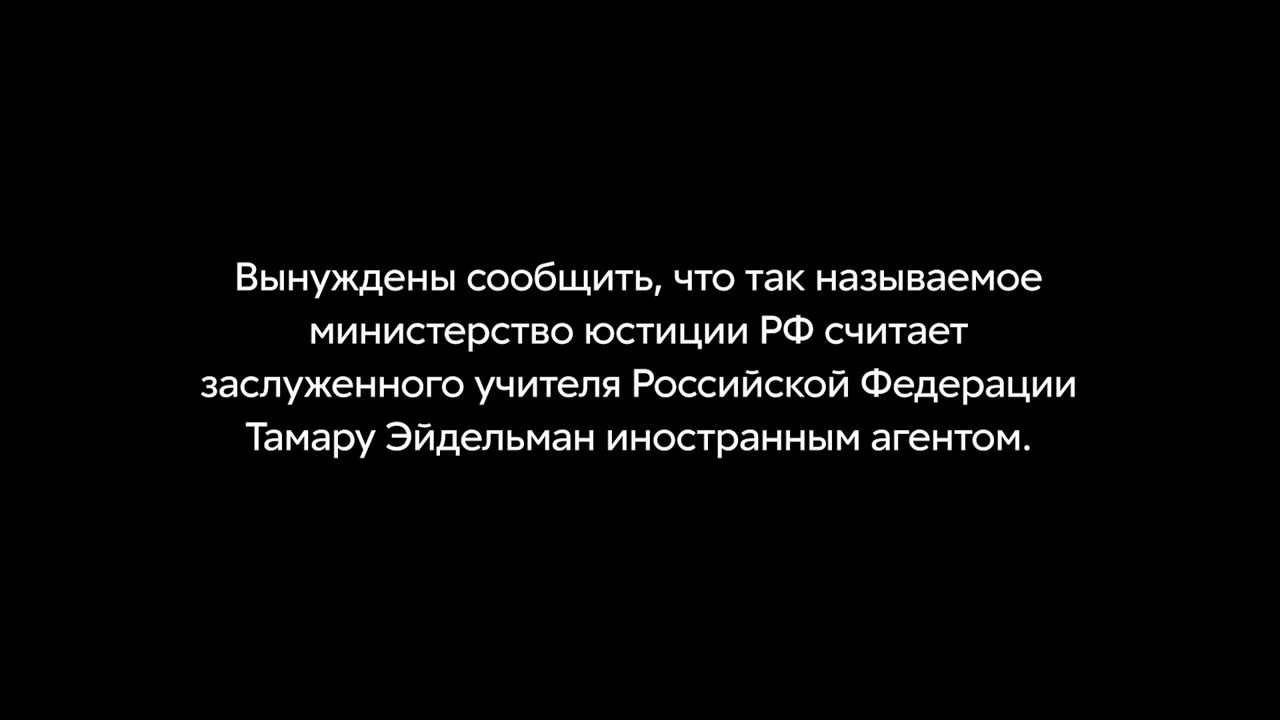 Вынуждены сообщить, что так называемое
министерство юстиции РФ считает
заслуженного учителя Российской Федерации
Тамару Эйдельман иностранным агентом.